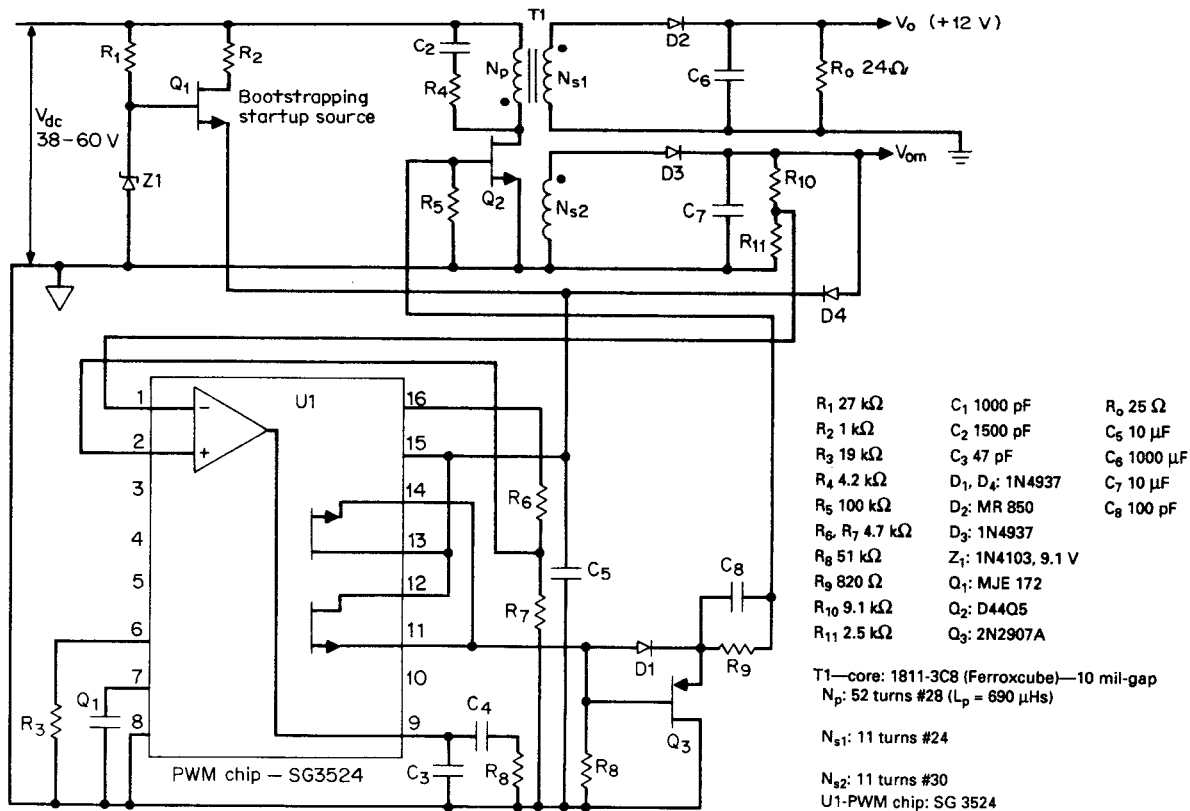 T1
R1
R2
C2
Np
Ns1
D2
Vo (+12 V)
C6
Ro 24Ω
Q1
Bootstrapping
startup source
R4
Vdc
38–60 V
Z1
R5
Q2
Ns2
D3
Vom
R10
C7
R11
D4
U1
1
−
16
2
+
15
3
14
R6
4
13
5
12
C5
R7
C8
6
11
D1
R9
7
10
Q1
R3
8
9
C4
Q3
C3
R8
R8
PWM chip – SG3524
R1 27 kΩ C1 1000 pF Ro 25 Ω
R2 1 kΩ C2 1500 pF C5 10 μF
R3 19 kΩ C3 47 pF C6 1000 μF
R4 4.2 kΩ D1, D4: 1N4937 C7 10 μF
R5 100 kΩ D2: MR 850 C8 100 pF
R6, R7 4.7 kΩ D3: 1N4937
R8 51 kΩ Z1: 1N4103, 9.1 V
R9 820 Ω Q1: MJE 172
R10 9.1 kΩ Q2: D44Q5
R11 2.5 kΩ Q3: 2N2907A
T1—core: 1811-3C8 (Ferroxcube)—10 mil-gap
Np: 52 turns #28 (Lp = 690 μHs)
Ns1: 11 turns #24
Ns2: 11 turns #30
U1-PWM chip: SG 3524